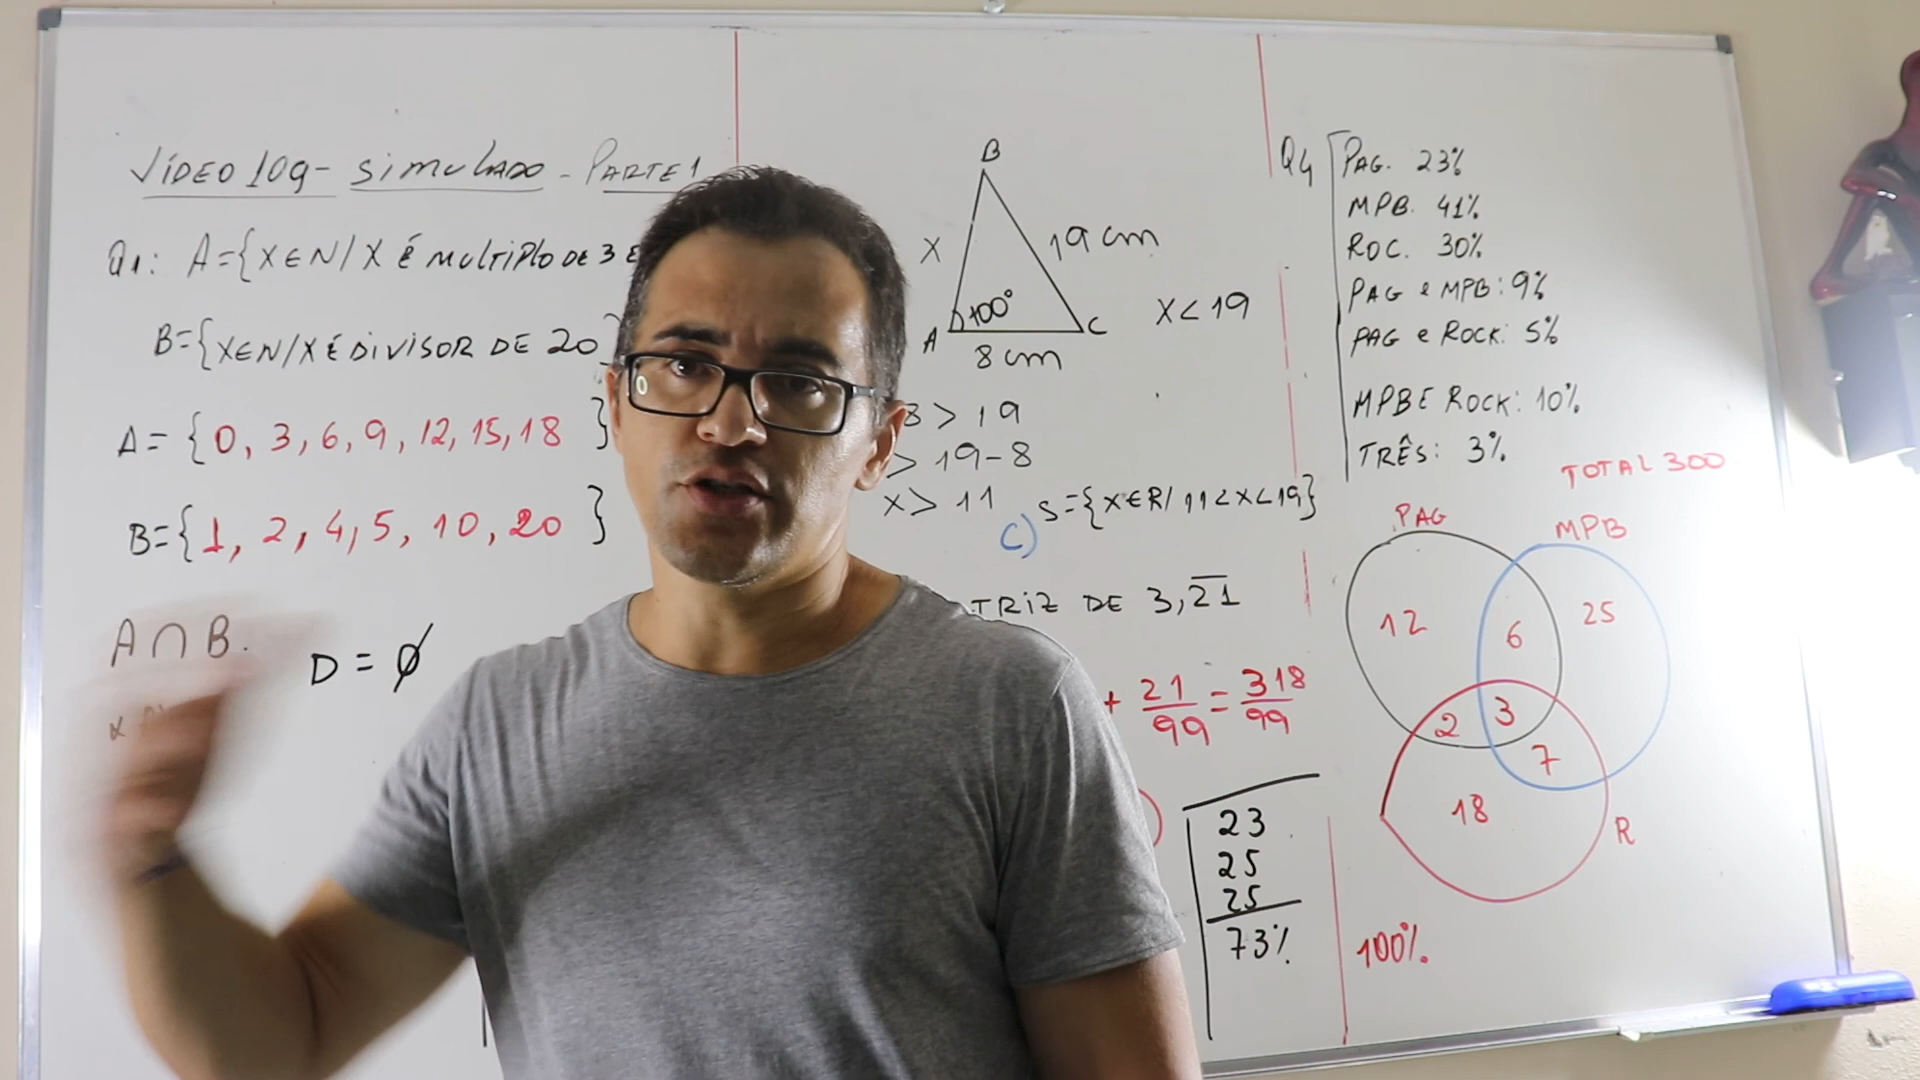 VÍDEO 109 - SIMULADO - PARTE 1
Q1: A={X∈N/ X É MULTIPLO DE 3 E
B={X∈N/X É DIVISOR DE 20}
A= {0, 3, 6, 9, 12, 15, 18 }
B={1, 2, 4, 5, 10, 20 }
A∩B.
D = ∅
B
X
19 cm
100°
A
C
8 cm
X < 19
8 > 19
> 19-8
X > 11
C) S={X∈R/ 11<X<19}
TRIZ DE 3,2̅1̅
+ 21/99 = 318/99
23
25
25
73%
Q4
PAG. 23%
MPB. 41%
ROC. 30%
PAG e MPB: 9%
PAG e ROCK: 5%
MPB E ROCK: 10%
TRÊS: 3%
TOTAL 300
PAG
MPB
12
6
25
2
3
7
18
R
100%